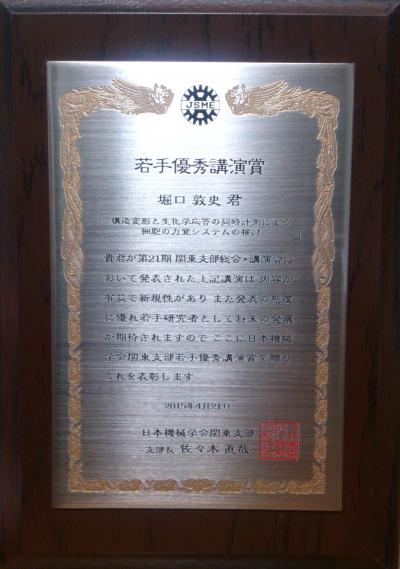 JSME
若手優秀講演賞
堀口 敦史 君
「構造変形と生化学応答の同時計測による
細胞の力覚システムの検討」
貴君が第21期 関東支部総会・講演会に
おいて発表された上記講演は 内容が
有益で新規性があり また発表の態度
に優れ若手研究者として将来の発展
が期待されますので ここに日本機械
学会関東支部若手優秀講演賞を贈り
これを表彰します
2015年4月21日
日本機械学会関東支部
支部長 佐々木 直哉